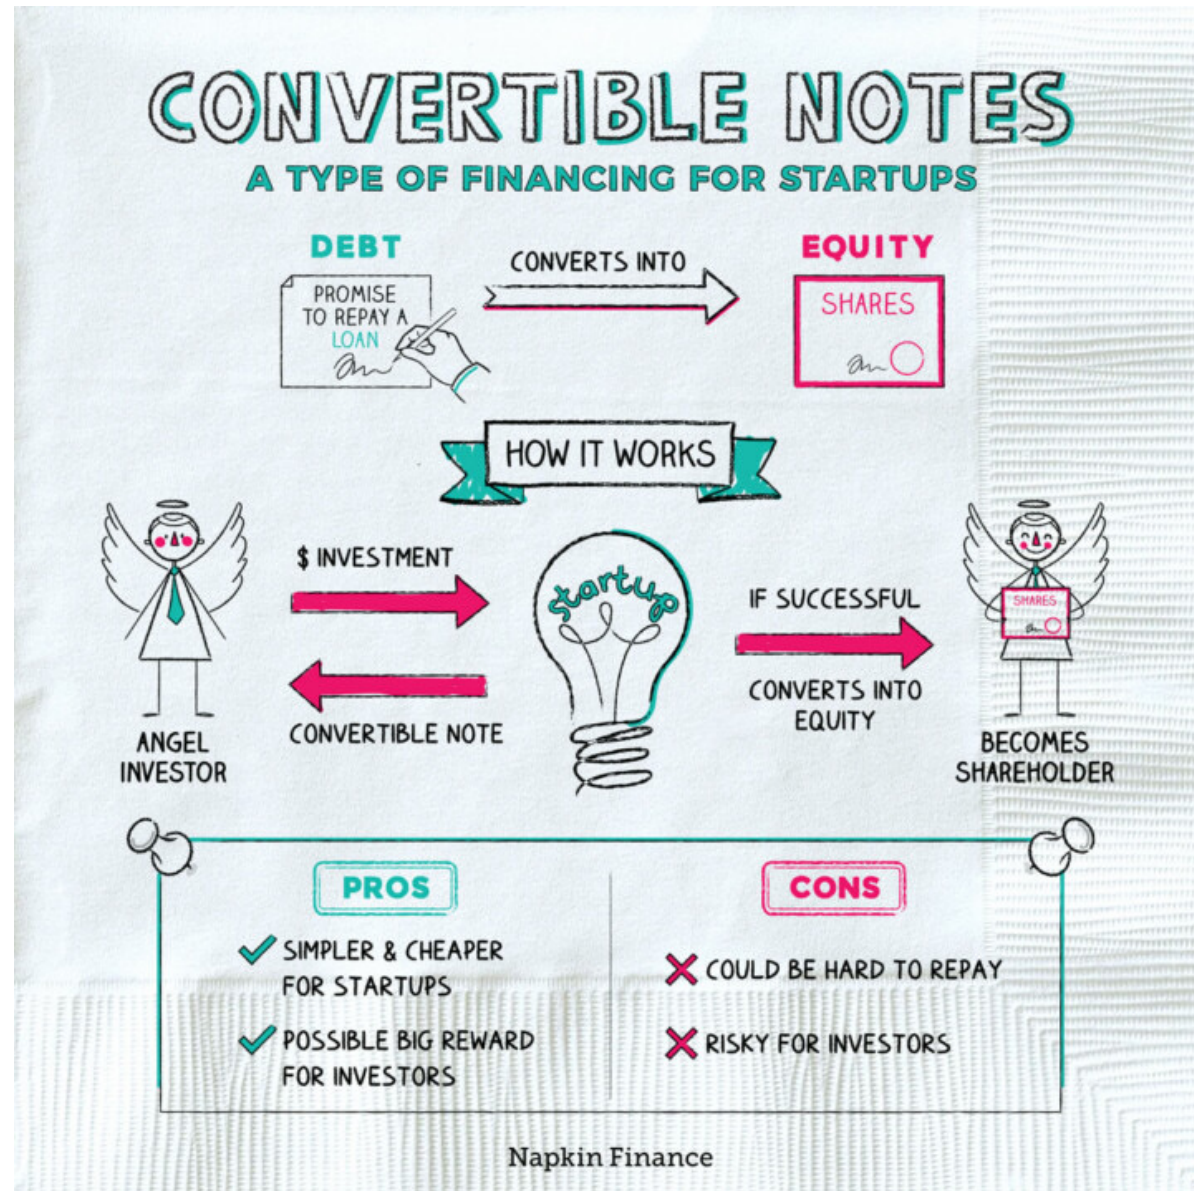 CONVERTIBLE NOTES
A TYPE OF FINANCING FOR STARTUPS
DEBT
PROMISE
TO REPAY A
LOAN
CONVERTS INTO
EQUITY
SHARES
HOW IT WORKS
ANGEL
INVESTOR
$ INVESTMENT
CONVERTIBLE NOTE
startup
IF SUCCESSFUL
CONVERTS INTO
EQUITY
SHARES
BECOMES
SHAREHOLDER
PROS
SIMPLER & CHEAPER
FOR STARTUPS
POSSIBLE BIG REWARD
FOR INVESTORS
CONS
COULD BE HARD TO REPAY
RISKY FOR INVESTORS
Napkin Finance